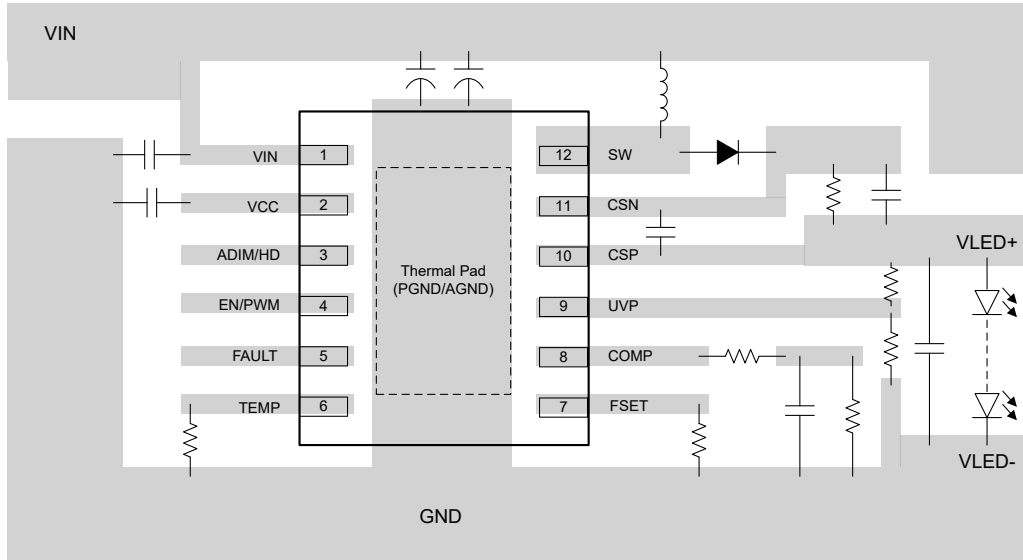 VIN
VIN 1
VCC 2
ADIM/HD 3
EN/PWM 4
FAULT 5
TEMP 6
Thermal Pad
(PGND/AGND)
12 SW
11 CSN
10 CSP
9 UVP
8 COMP
7 FSET
VLED+
VLED-
GND